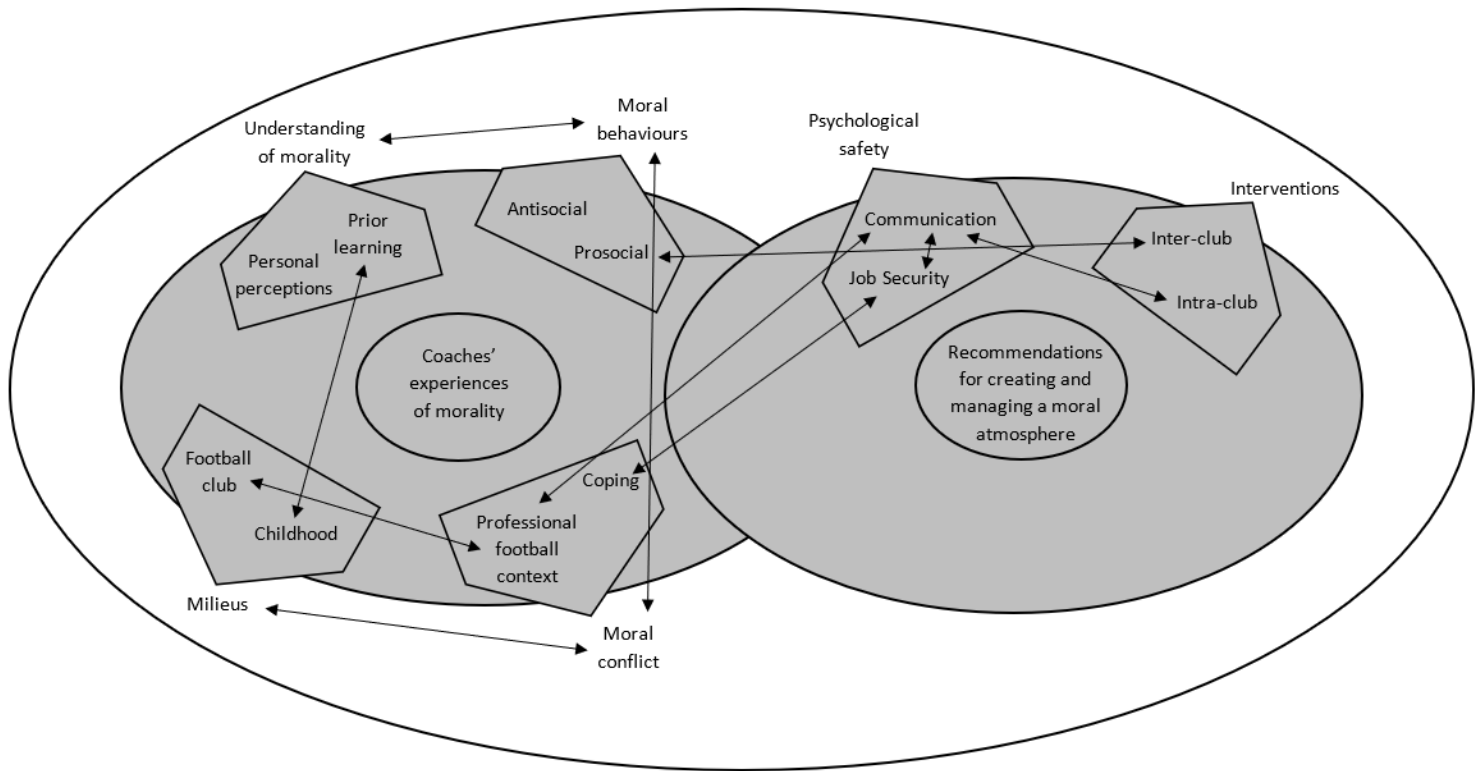 Moral
behaviours
Understanding
of morality
Psychological
safety
Interventions
Antisocial
Prosocial
Prior
learning
Personal
perceptions
Communication
Job Security
Inter-club
Intra-club
Coaches’
experiences
of morality
Recommendations
for creating and
managing a moral
atmosphere
Football
club
Childhood
Coping
Professional
football
context
Milieus
Moral
conflict